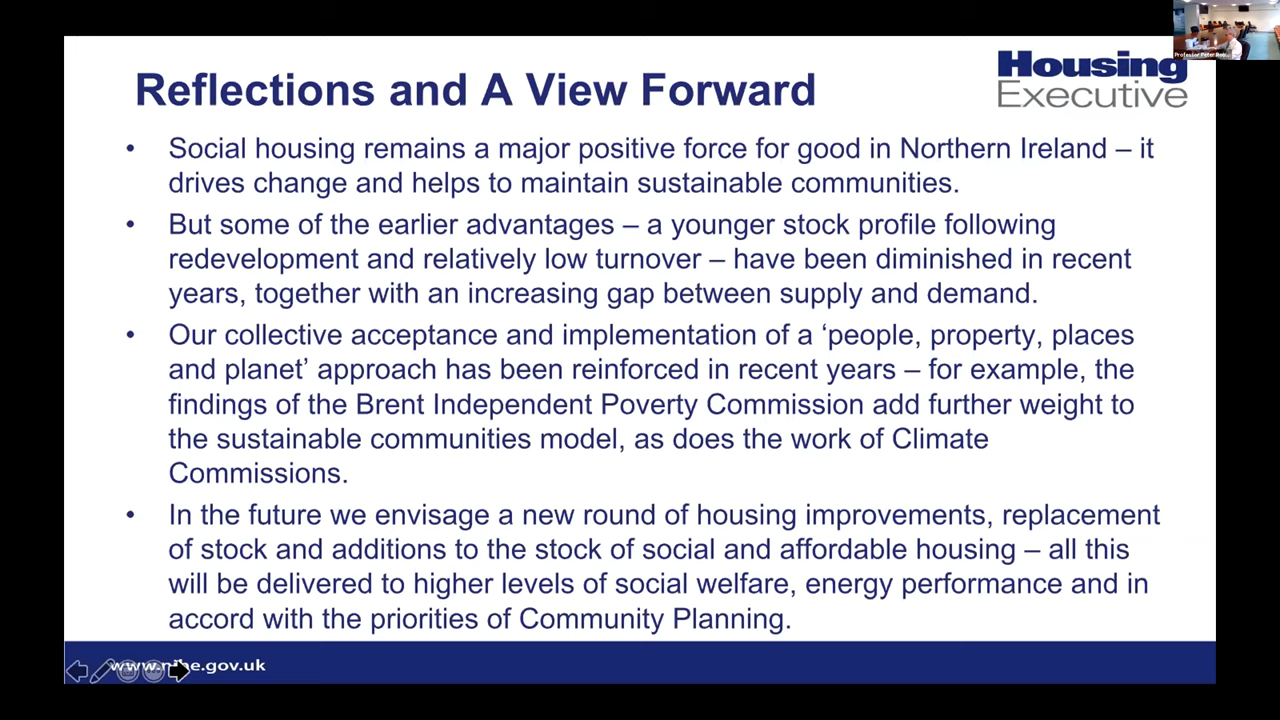 Professor Peter Rob...
Housing
Executive
Reflections and A View Forward
• Social housing remains a major positive force for good in Northern Ireland – it
drives change and helps to maintain sustainable communities.
• But some of the earlier advantages – a younger stock profile following
redevelopment and relatively low turnover – have been diminished in recent
years, together with an increasing gap between supply and demand.
• Our collective acceptance and implementation of a ‘people, property, places
and planet’ approach has been reinforced in recent years – for example, the
findings of the Brent Independent Poverty Commission add further weight to
the sustainable communities model, as does the work of Climate
Commissions.
• In the future we envisage a new round of housing improvements, replacement
of stock and additions to the stock of social and affordable housing – all this
will be delivered to higher levels of social welfare, energy performance and in
accord with the priorities of Community Planning.
www.nihe.gov.uk